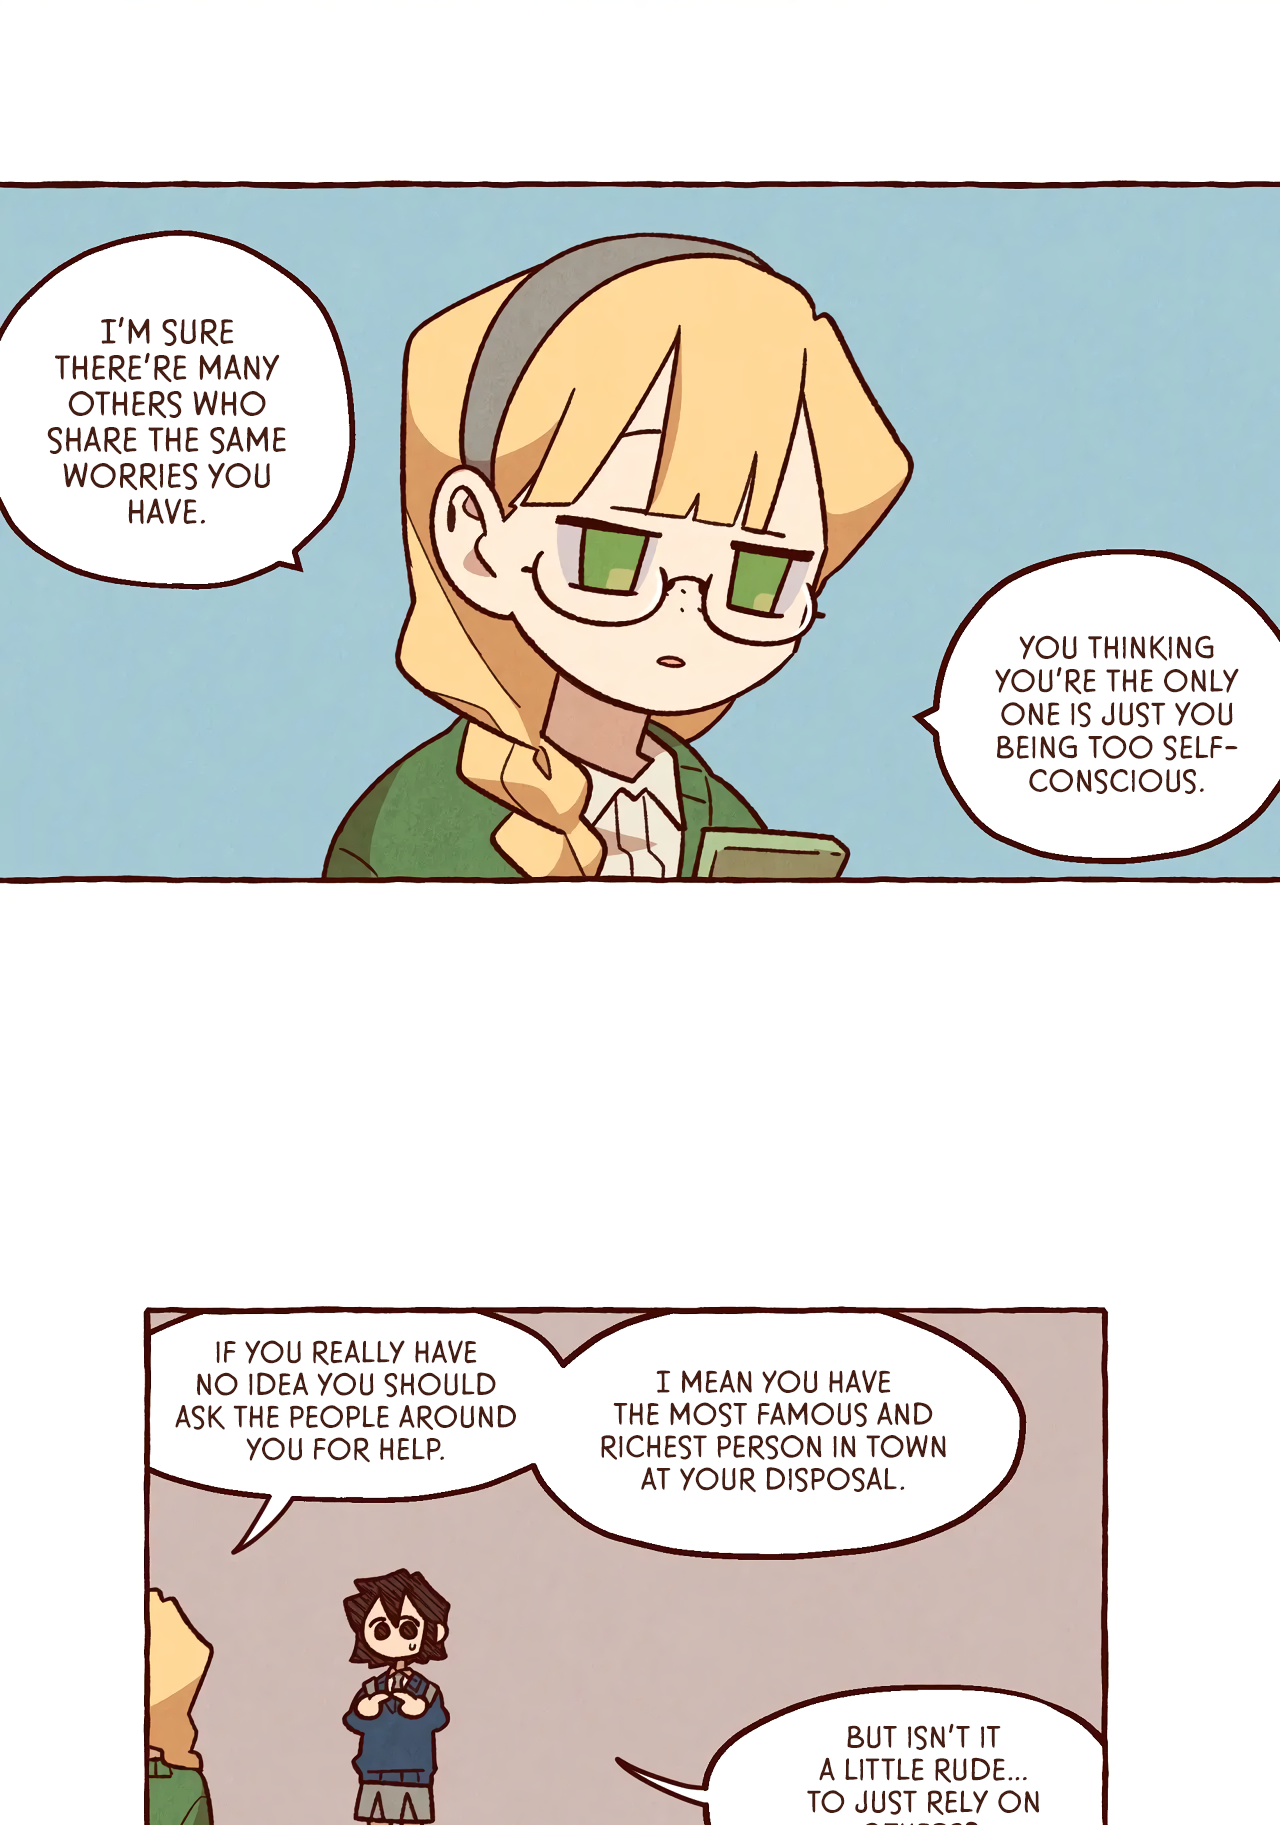 I'M SURE
THERE'RE MANY
OTHERS WHO
SHARE THE SAME
WORRIES YOU
HAVE.
YOU THINKING
YOU'RE THE ONLY
ONE IS JUST YOU
BEING TOO SELF-
CONSCIOUS.
IF YOU REALLY HAVE
NO IDEA YOU SHOULD
ASK THE PEOPLE AROUND
YOU FOR HELP.
I MEAN YOU HAVE
THE MOST FAMOUS AND
RICHEST PERSON IN TOWN
AT YOUR DISPOSAL.
BUT ISN'T IT
A LITTLE RUDE...
TO JUST RELY ON